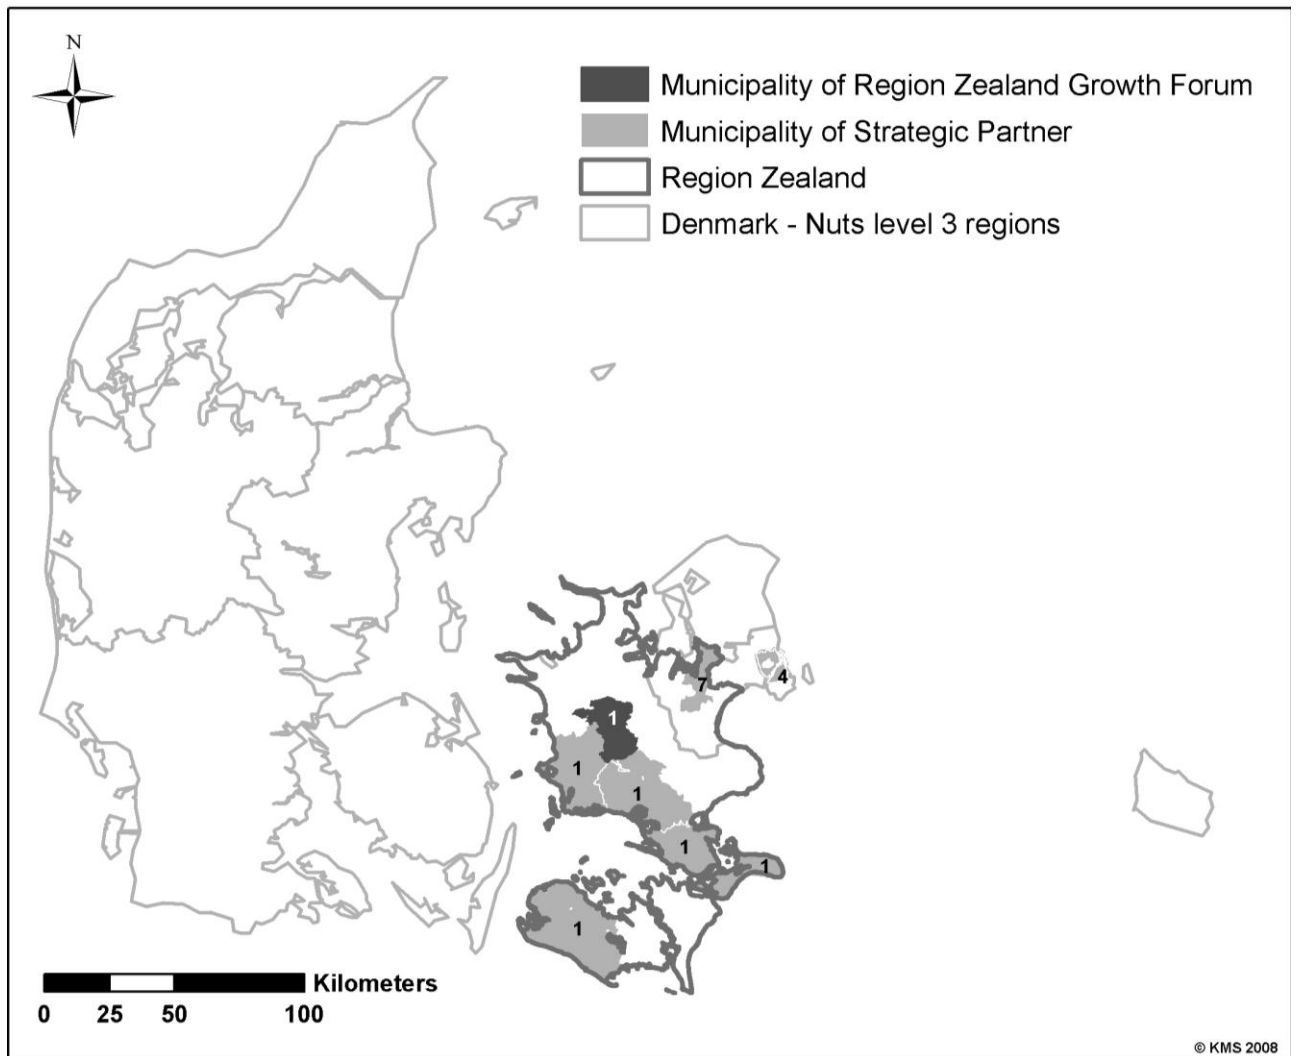 N
Municipality of Region Zealand Growth Forum
Municipality of Strategic Partner
Region Zealand
Denmark - Nuts level 3 regions
7
4
1
1
1
1
1
1
Kilometers
0 25 50 100
© KMS 2008